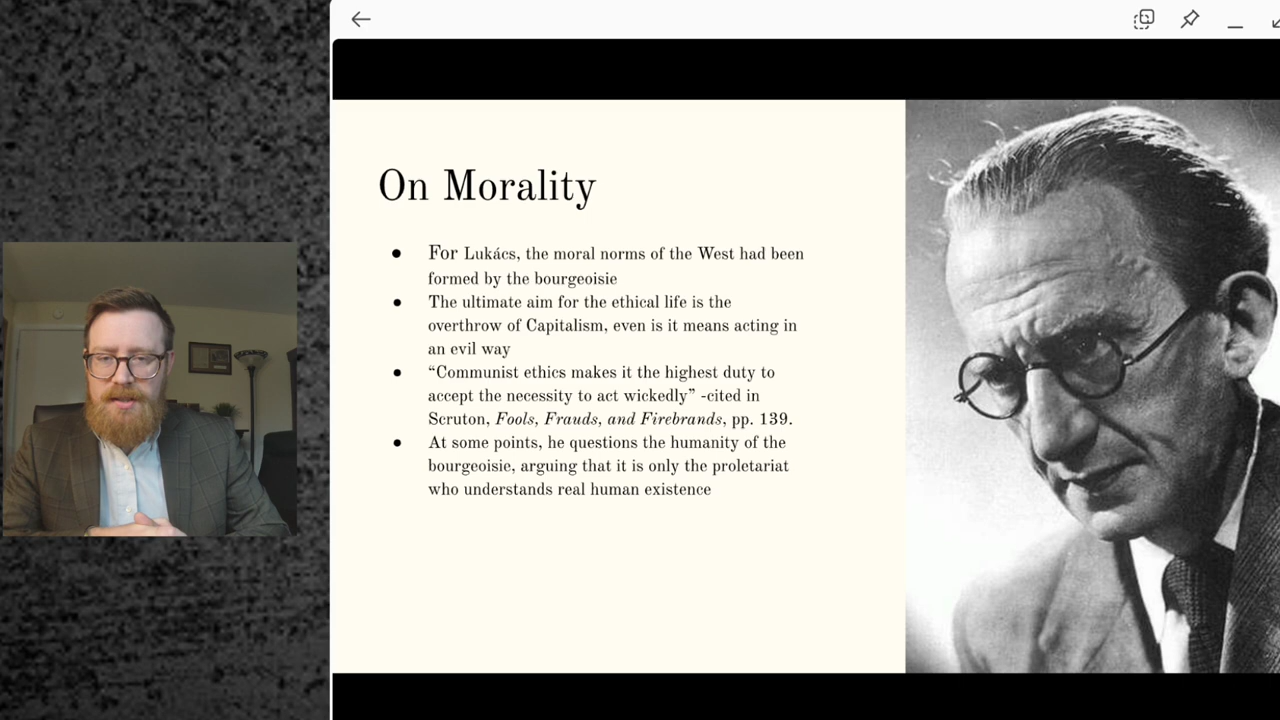 On Morality
● For Lukács, the moral norms of the West had been
formed by the bourgeoisie
● The ultimate aim for the ethical life is the
overthrow of Capitalism, even is it means acting in
an evil way
● “Communist ethics makes it the highest duty to
accept the necessity to act wickedly” -cited in
Scruton, Fools, Frauds, and Firebrands, pp. 139.
● At some points, he questions the humanity of the
bourgeoisie, arguing that it is only the proletariat
who understands real human existence